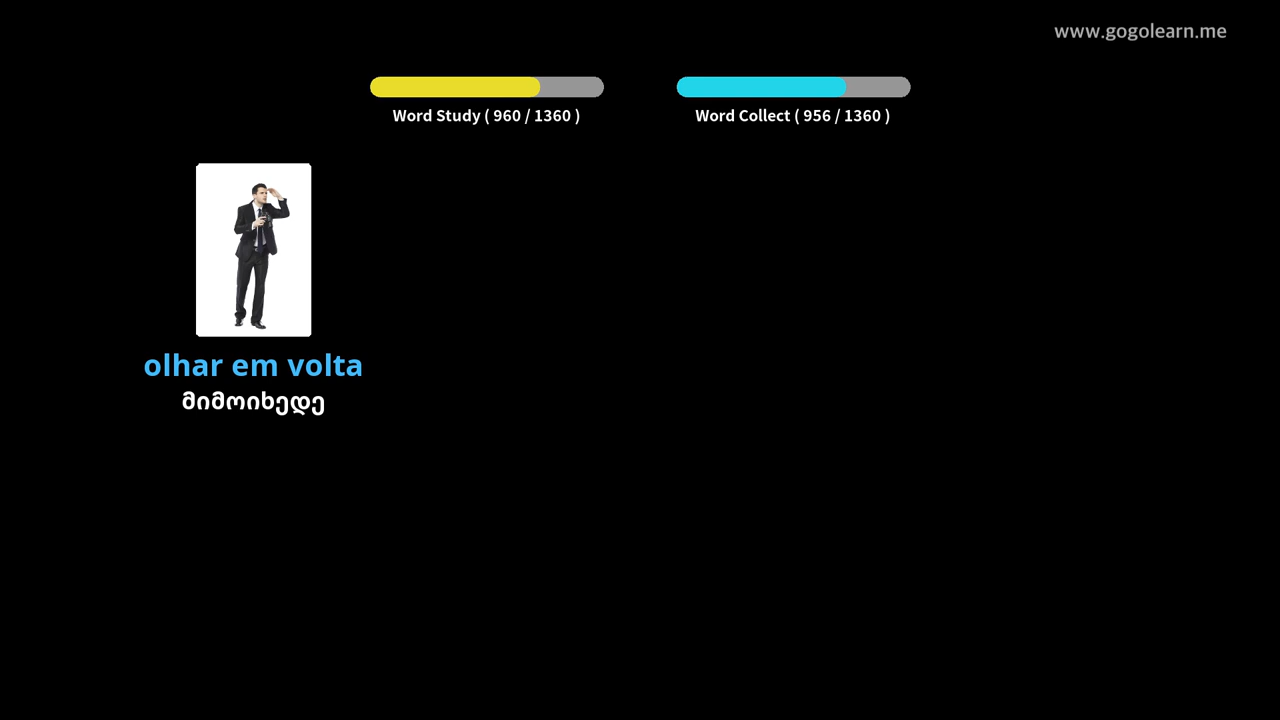 www.gogolearn.me
Word Study ( 960 / 1360 )
Word Collect ( 956 / 1360 )
olhar em volta
მიმოიხედე